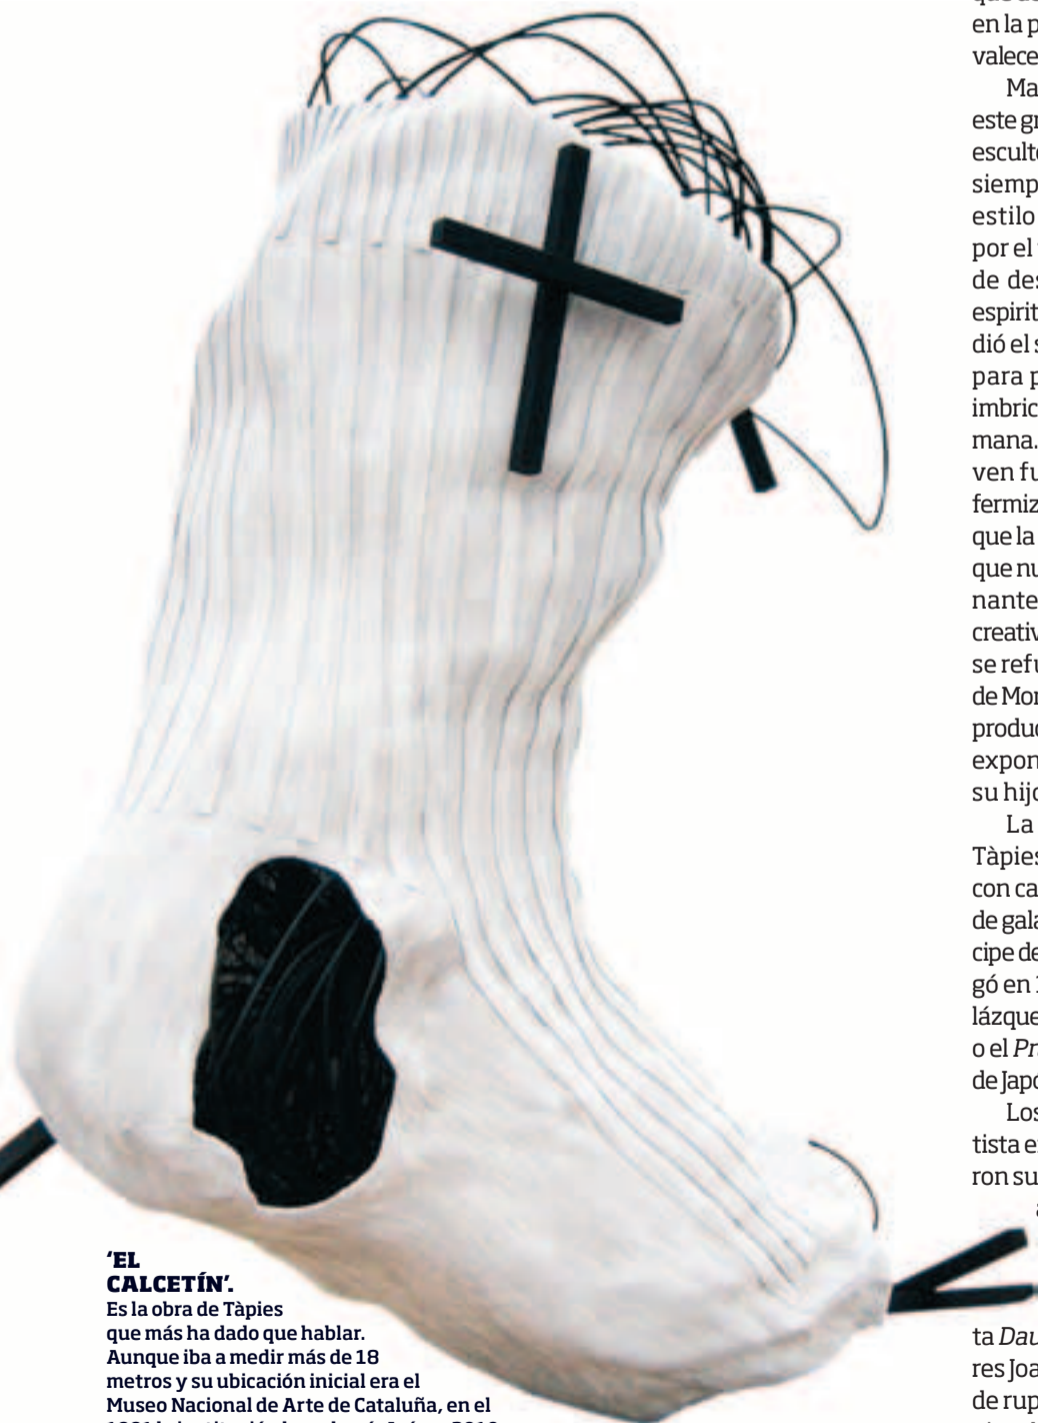 ‘EL
CALCETÍN’.
Es la obra de Tàpies
que más ha dado que hablar.
Aunque iba a medir más de 18
metros y su ubicación inicial era el
Museo Nacional de Arte de Cataluña, en el
en la p
valece
Ma
este gr
esculto
siemp
estilo
por el
de des
espirit
dió el s
para p
imbric
mana.
ven fu
fermiz
que la
que nu
nante
creativ
se refu
de Mon
produc
expon
su hijo
La
Tàpies
con ca
de gala
cipe de
gó en
lázque
o el Pr
de Japó
Los
tista e
ron su
a
ta Dau
res Joa
de rup